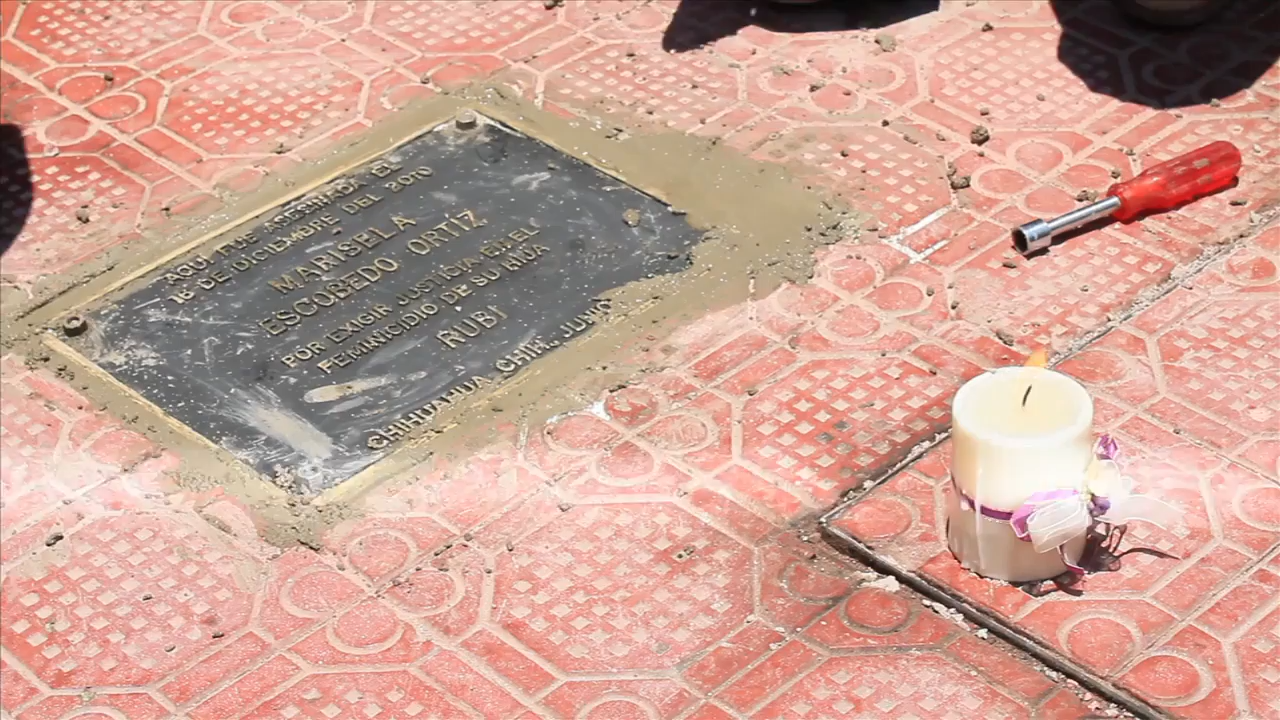 AQUI FUE ASESINADA EL
16 DE DICIEMBRE DEL 2010
MARISELA
ESCOBEDO ORTÍZ
POR EXIGIR JUSTICIA EN EL
FEMINICIDIO DE SU HIJA
RUBI
CHIHUAHUA, CHIH., JUNIO